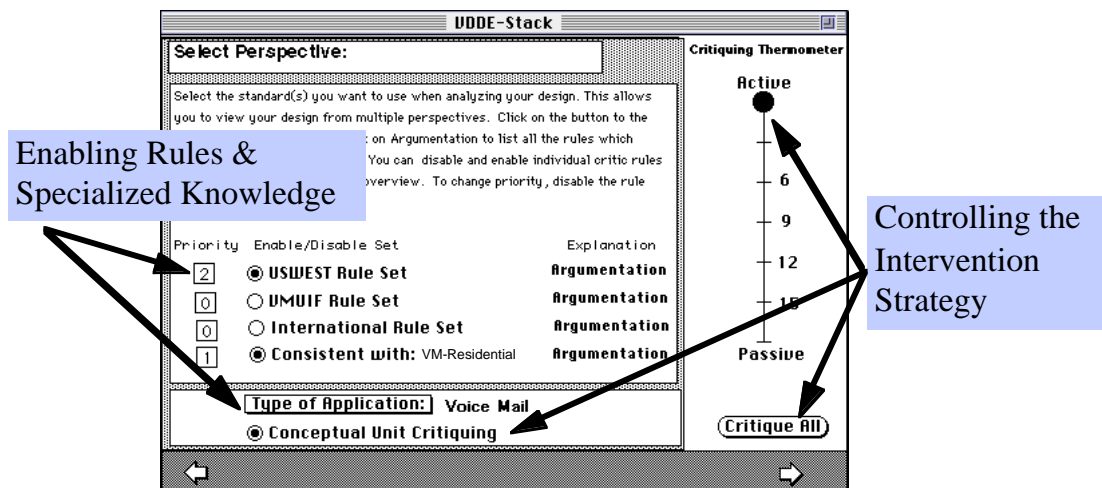 VDDE-Stack
Select Perspective:
Select the standard(s) you want to use when analyzing your design. This allows
you to view your design from multiple perspectives. Click on the button to the
on Argumentation to list all the rules which
You can disable and enable individual critic rules
overview. To change priority, disable the rule
Priority Enable/Disable Set Explanation
2 USWEST Rule Set Argumentation
0 VMUIF Rule Set Argumentation
0 International Rule Set Argumentation
1 Consistent with: VM-Residential Argumentation
Type of Application: Voice Mail
Conceptual Unit Critiquing
Critiquing Thermometer
Active
6
9
12
15
Passive
Critique All
Enabling Rules &
Specialized Knowledge
Controlling the
Intervention
Strategy